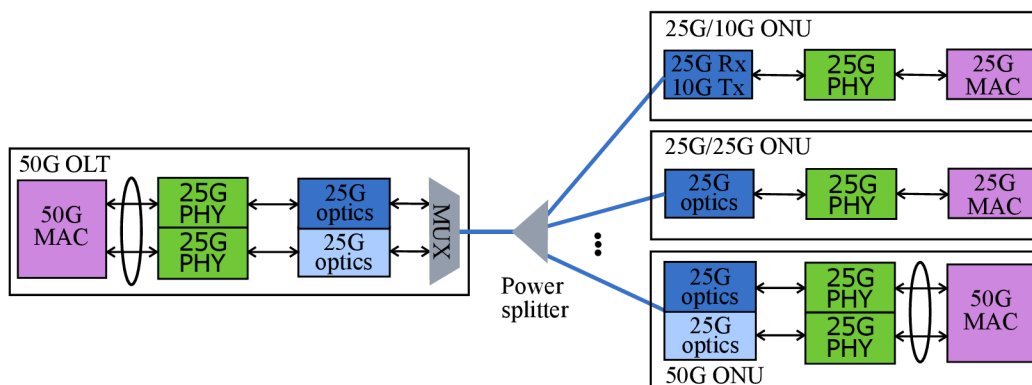 50G OLT
50G
MAC
25G
PHY
25G
PHY
25G
optics
25G
optics
MUX
Power
splitter
25G/10G ONU
25G Rx
10G Tx
25G
PHY
25G
MAC
25G/25G ONU
25G
optics
25G
PHY
25G
MAC
25G
optics
25G
optics
25G
PHY
25G
PHY
50G
MAC
50G ONU